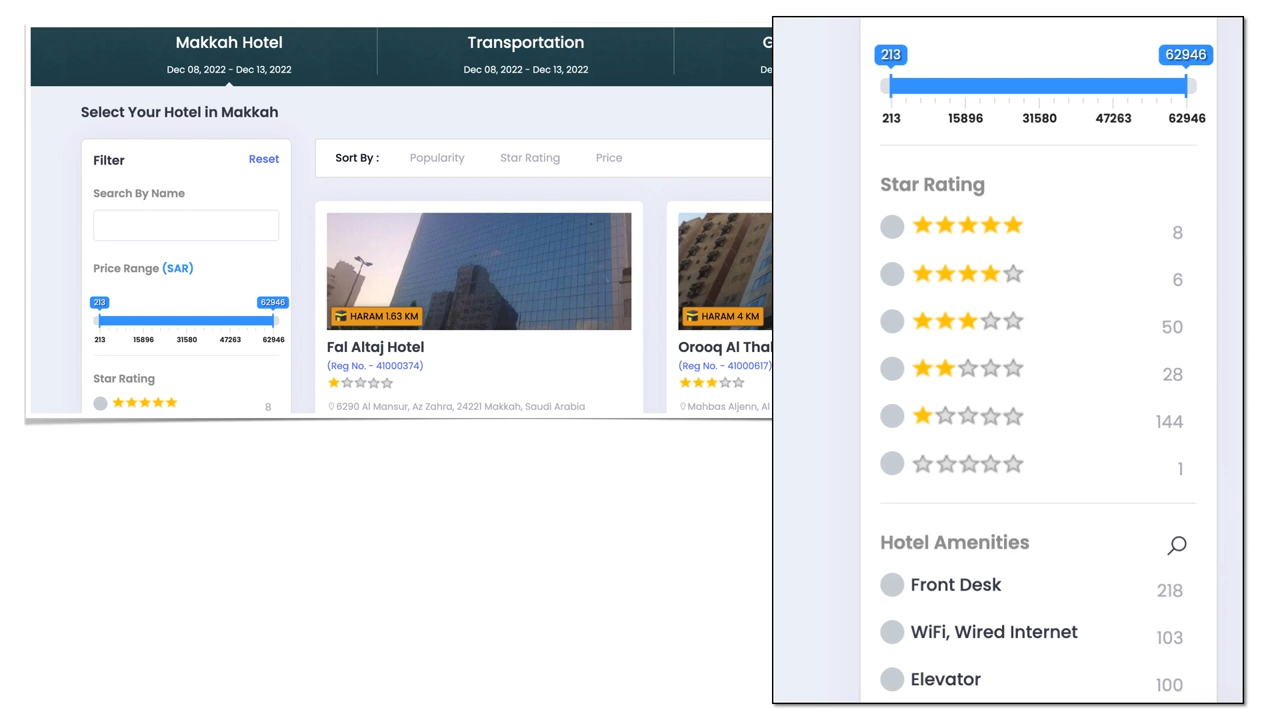 Makkah Hotel
Dec 08, 2022 - Dec 13, 2022
Transportation
Dec 08, 2022 - Dec 13, 2022
G
De
Select Your Hotel in Makkah
Filter
Reset
Search By Name
Price Range (SAR)
213 62946
213 15896 31580 47263 62946
Star Rating
8
Sort By : Popularity Star Rating Price
HARAM 1.63 KM
Fal Altaj Hotel
(Reg No. - 41000374)
6290 Al Mansur, Az Zahra, 24221 Makkah, Saudi Arabia
HARAM 4 KM
Orooq Al Thal
(Reg No. - 41000617)
Mahbas Aljenn, Al
213 62946
213 15896 31580 47263 62946
Star Rating
8
6
50
28
144
1
Hotel Amenities
Front Desk 218
WiFi, Wired Internet 103
Elevator 100